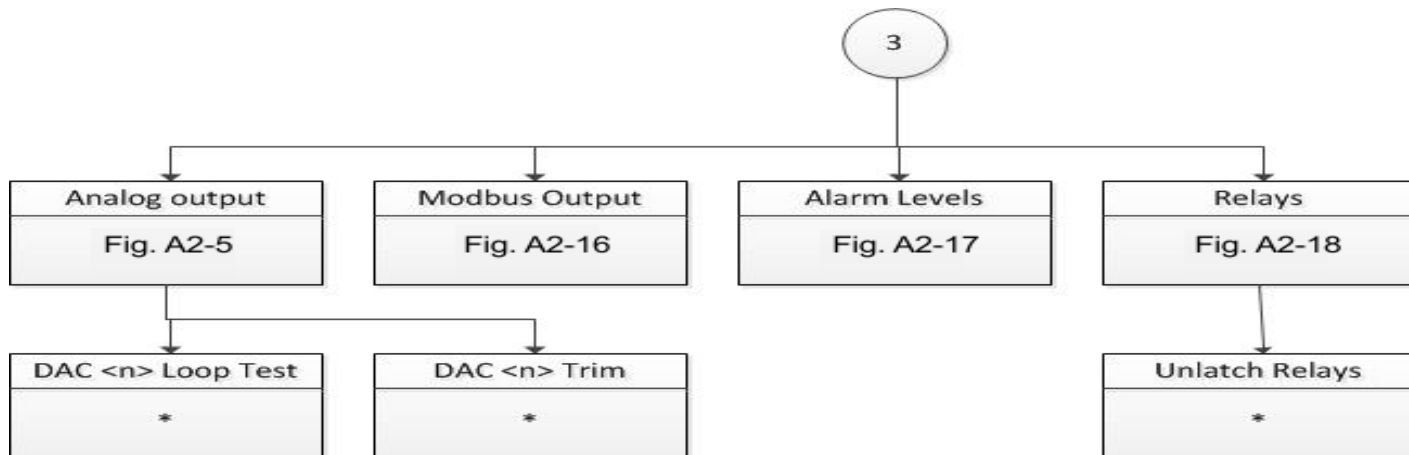 3
Analog output
Fig. A2-5
Modbus Output
Fig. A2-16
Alarm Levels
Fig. A2-17
Relays
Fig. A2-18
DAC <n> Loop Test
*
DAC <n> Trim
*
Unlatch Relays
*